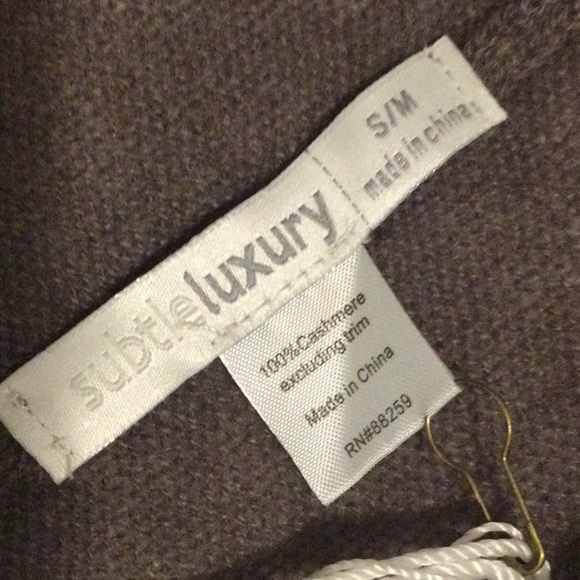 subtleluxury
S/M
made in china
100%Cashmere
excluding trim
Made in China
RN#88259